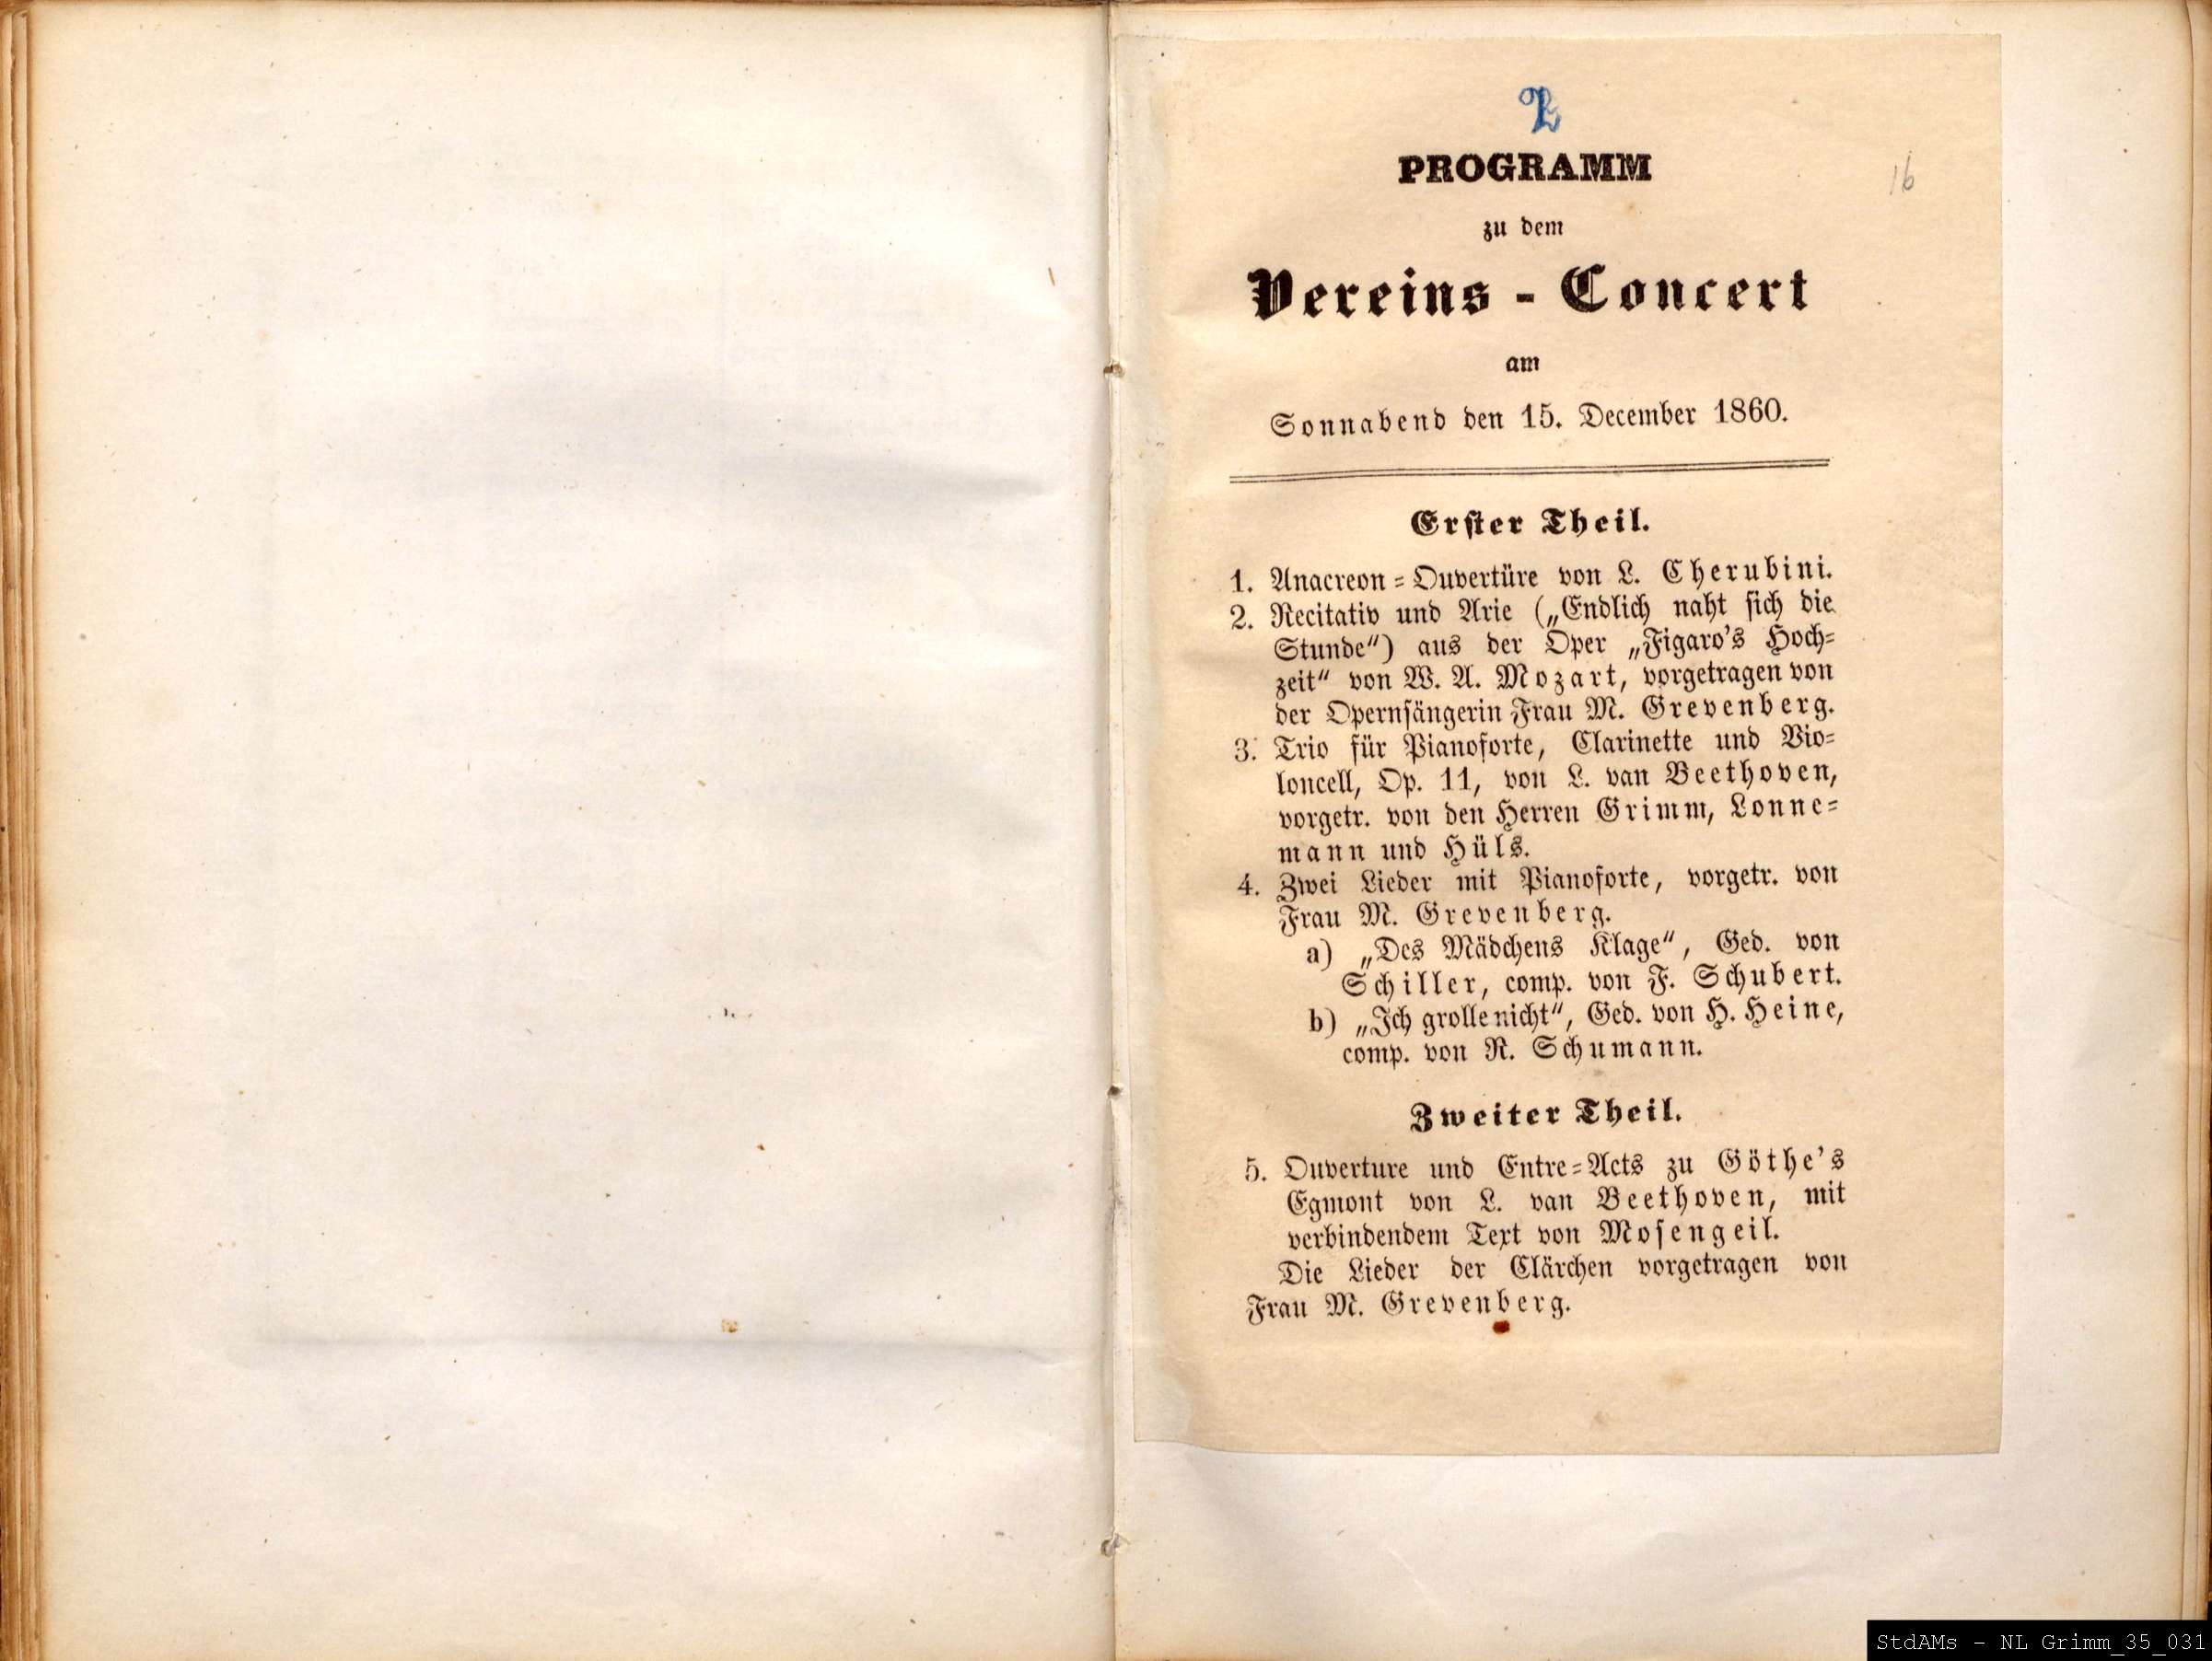 16
PROGRAMM
zu dem
Vereins - Concert
am
Sonnabend den 15. December 1860.
Erster Theil.
1. Anacreon-Ouvertüre von L. Cherubini.
2. Recitativ und Arie („Endlich naht sich die
Stunde“) aus der Oper „Figaro's Hoch-
zeit“ von W. A. Mozart, vorgetragen von
der Opernsängerin Frau M. Grevenberg.
3. Trio für Pianoforte, Clarinette und Vio-
loncell, Op. 11, von L. van Beethoven,
vorgetr. von den Herren Grimm, Lonne-
mann und Hüls.
4. Zwei Lieder mit Pianoforte, vorgetr. von
Frau M. Grevenberg.
a) „Des Mädchens Klage“, Ged. von
Schiller, comp. von F. Schubert.
b) „Ich grolle nicht“, Ged. von H. Heine,
comp. von R. Schumann.
Zweiter Theil.
5. Ouverture und Entre-Acts zu Göthe's
Egmont von L. van Beethoven, mit
verbindendem Text von Mosengeil.
Die Lieder der Clärchen vorgetragen von
Frau M. Grevenberg.
StdAMs - NL Grimm_35_031